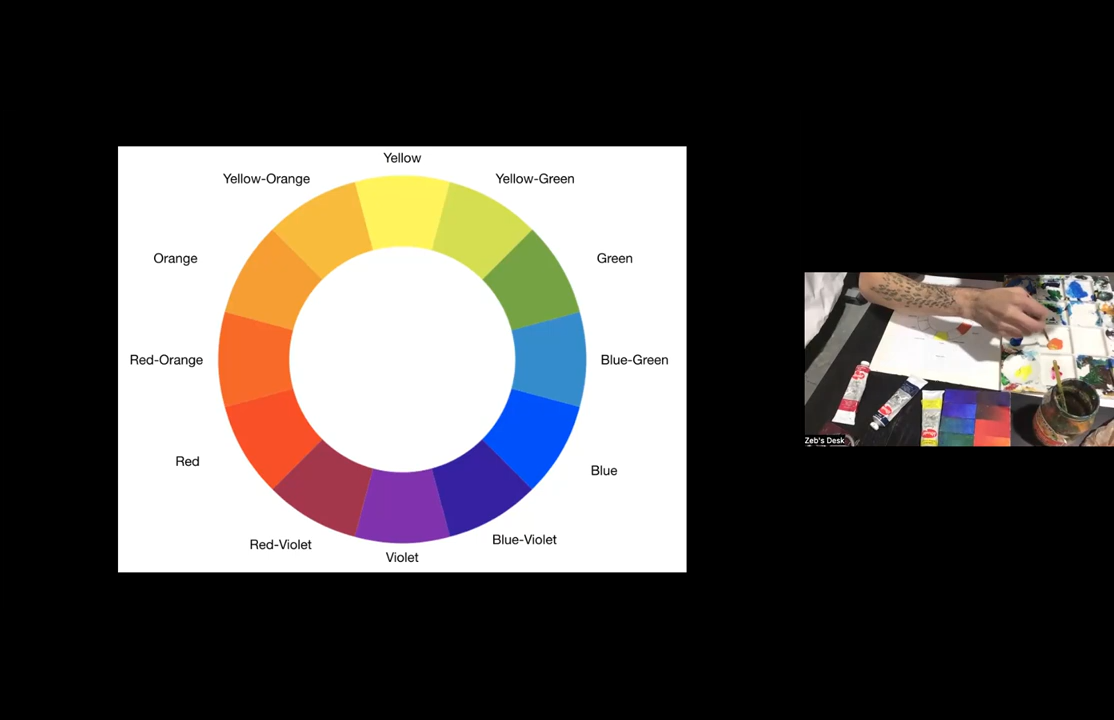 Yellow
Yellow-Orange
Yellow-Green
Orange
Green
Red-Orange
Blue-Green
Red
Blue
Red-Violet
Blue-Violet
Violet
Zeb's Desk